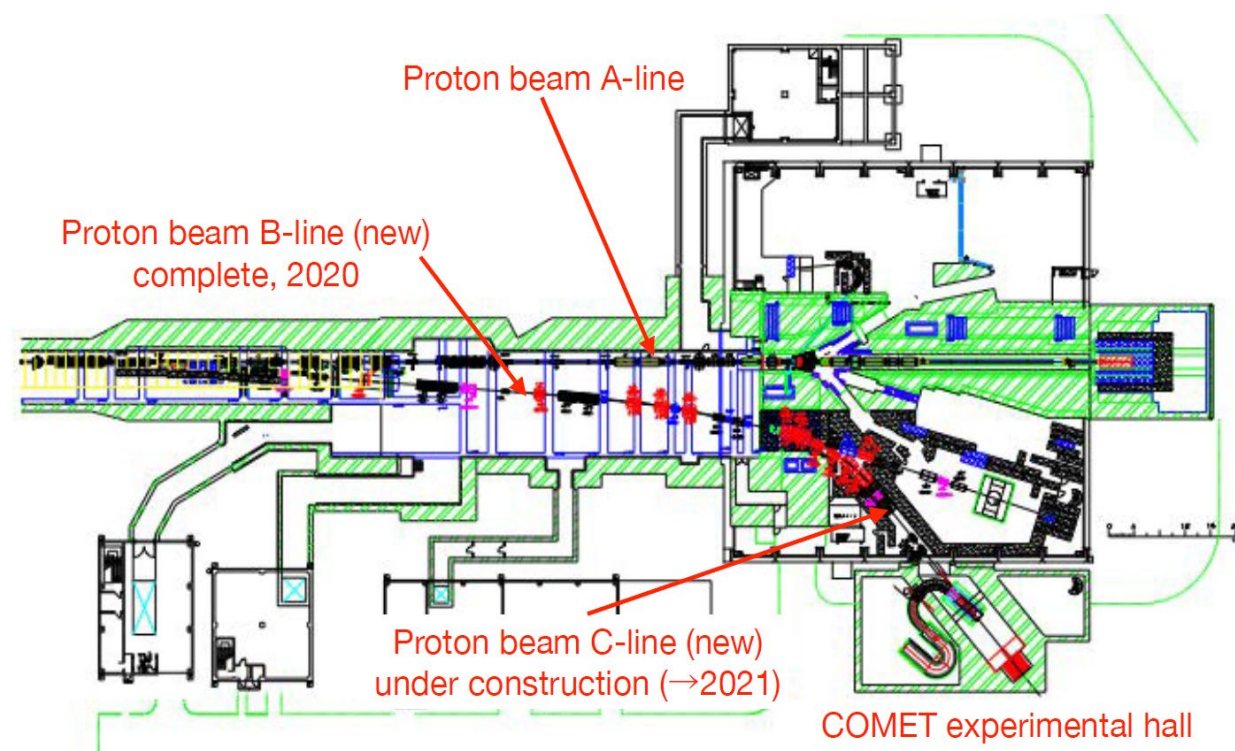 Proton beam A-line
Proton beam B-line (new)
complete, 2020
Proton beam C-line (new)
under construction (→2021)
COMET experimental hall